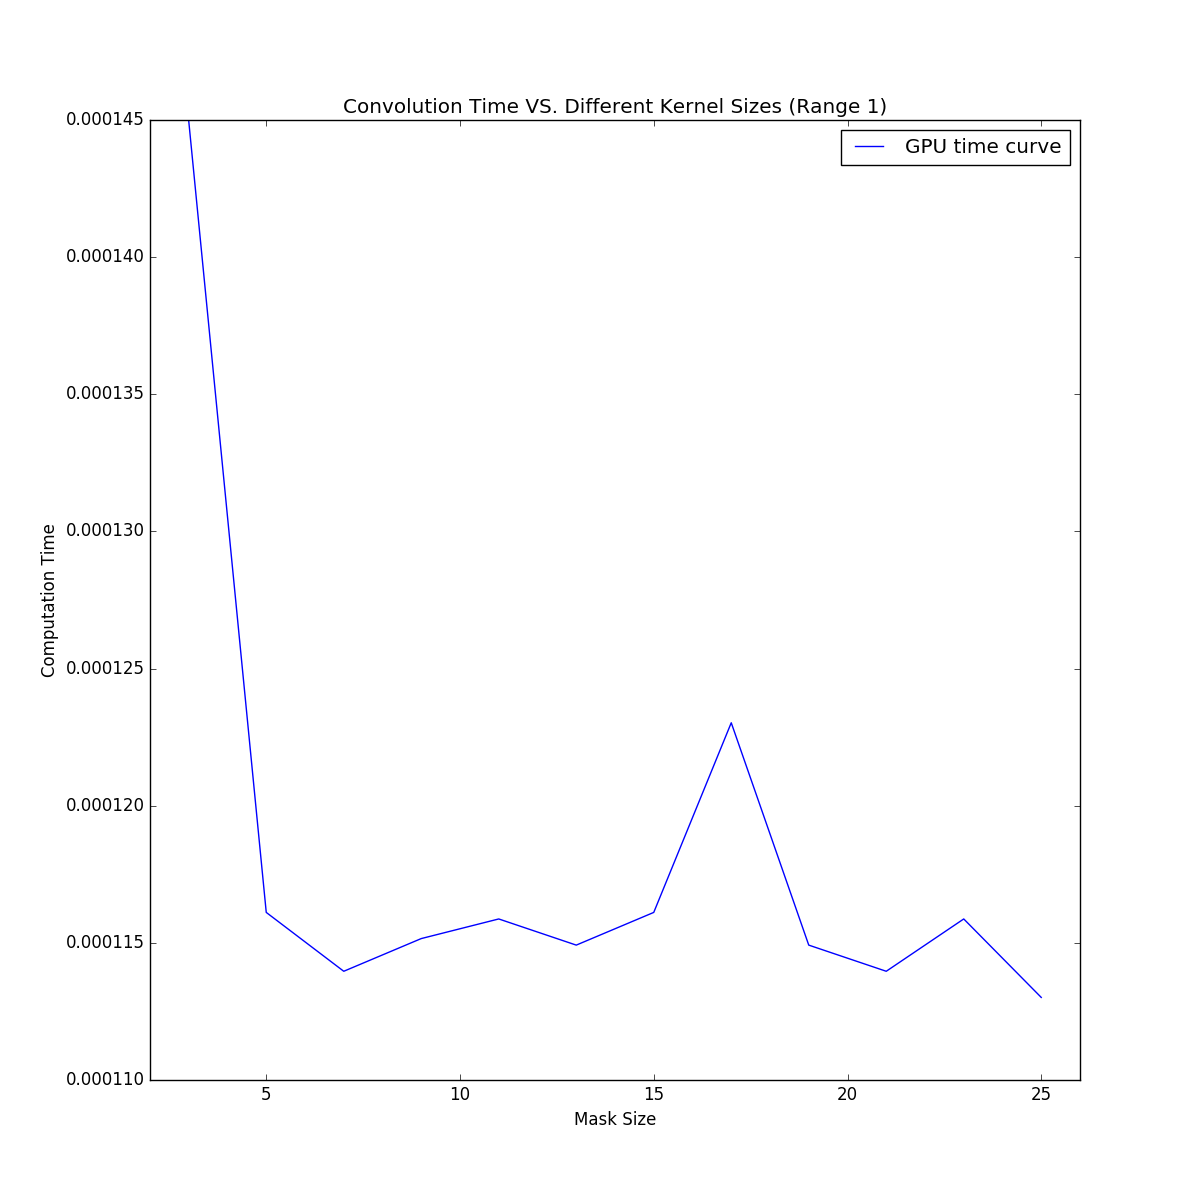 Convolution Time VS. Different Kernel Sizes (Range 1)
GPU time curve
0.000145
0.000140
0.000135
0.000130
0.000125
0.000120
0.000115
0.000110
Computation Time
5 10 15 20 25
Mask Size